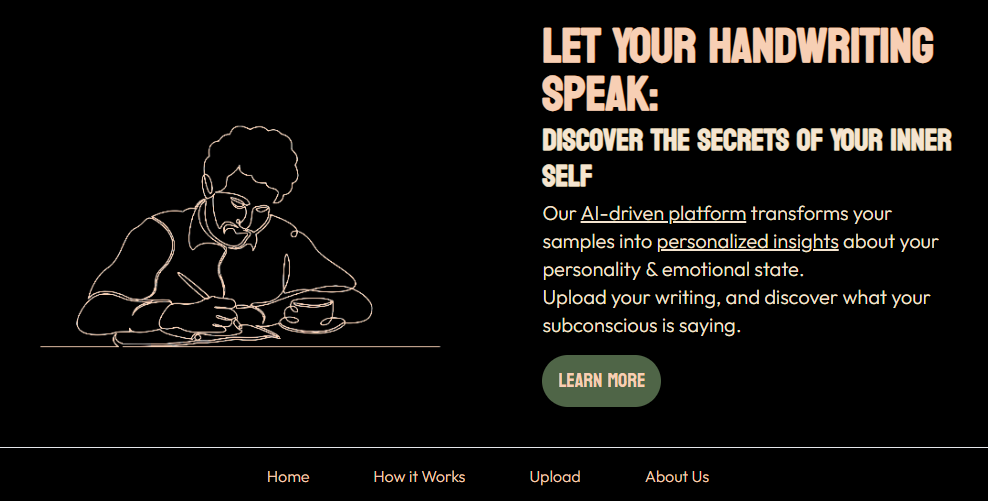 LET YOUR HANDWRITING
SPEAK:
DISCOVER THE SECRETS OF YOUR INNER
SELF
Our AI-driven platform transforms your
samples into personalized insights about your
personality & emotional state.
Upload your writing, and discover what your
subconscious is saying.
LEARN MORE
Home How it Works Upload About Us